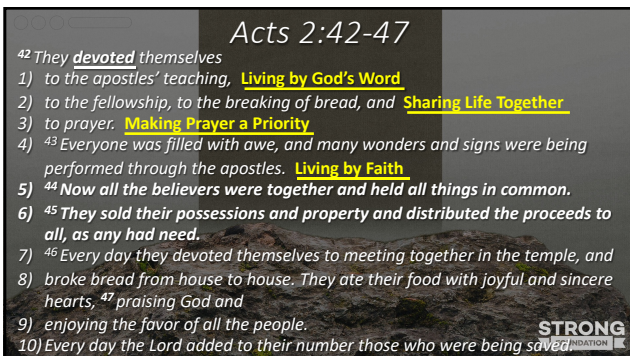 Acts 2:42-47
42 They devoted themselves
1) to the apostles' teaching, Living by God's Word
2) to the fellowship, to the breaking of bread, and Sharing Life Together
3) to prayer. Making Prayer a Priority
4) 43 Everyone was filled with awe, and many wonders and signs were being
performed through the apostles. Living by Faith
5) 44 Now all the believers were together and held all things in common.
6) 45 They sold their possessions and property and distributed the proceeds to
all, as any had need.
7) 46 Every day they devoted themselves to meeting together in the temple, and
8) broke bread from house to house. They ate their food with joyful and sincere
hearts, 47 praising God and
9) enjoying the favor of all the people.
10) Every day the Lord added to their number those who were being saved.
STRONG
FOUNDATION